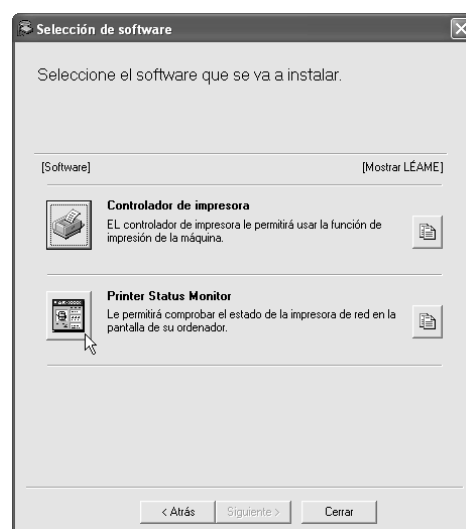 Selección de software
Seleccione el software que se va a instalar.
[Software] [Mostrar LÉAME]
Controlador de impresora
EL controlador de impresora le permitirá usar la función de
impresión de la máquina.
Printer Status Monitor
Le permitirá comprobar el estado de la impresora de red en la
pantalla de su ordenador.
< Atrás Siguiente > Cerrar